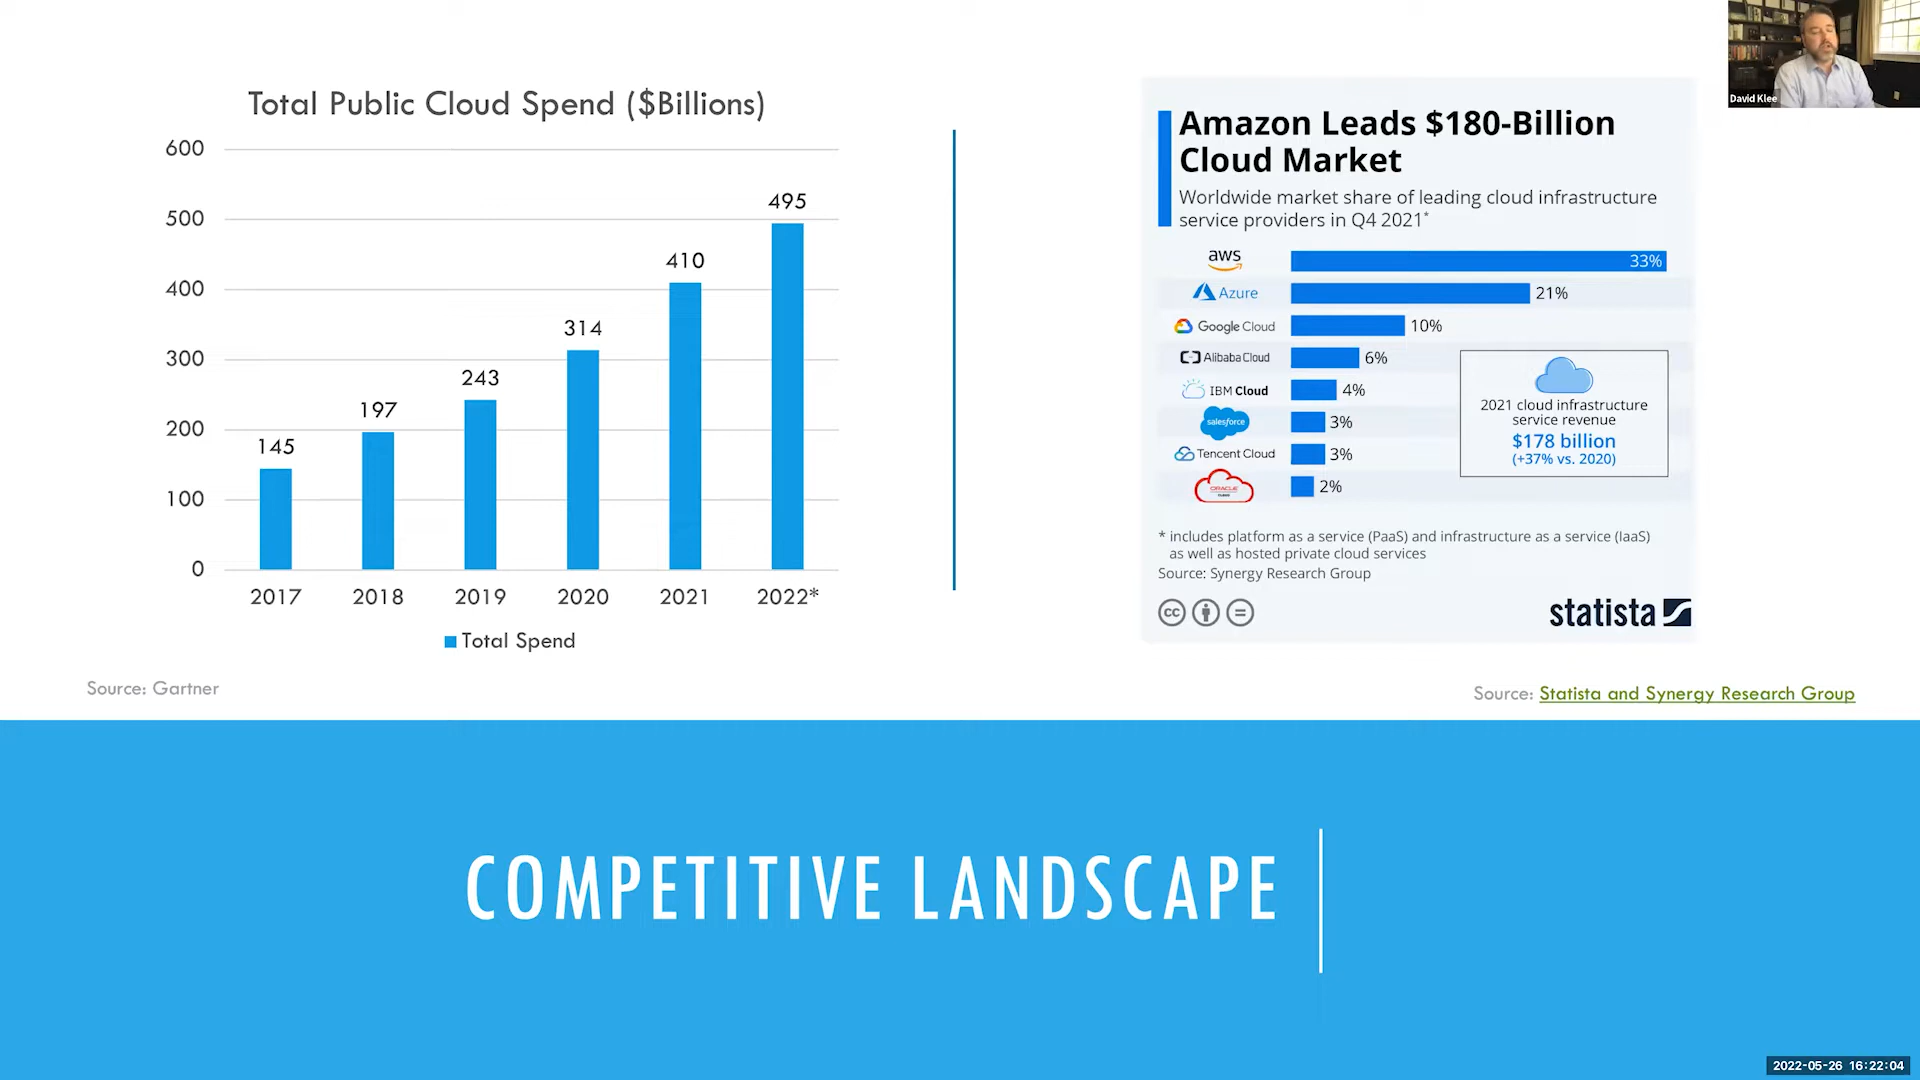 Total Public Cloud Spend ($Billions)
600
500
400
300
200
100
0
145
197
243
314
410
495
2017 2018 2019 2020 2021 2022*
Total Spend
Source: Gartner
Amazon Leads $180-Billion
Cloud Market
Worldwide market share of leading cloud infrastructure
service providers in Q4 2021*
aws 33%
Azure 21%
Google Cloud 10%
Alibaba Cloud 6%
IBM Cloud 4%
salesforce 3%
Tencent Cloud 3%
ORACLE CLOUD 2%
2021 cloud infrastructure
service revenue
$178 billion
(+37% vs. 2020)
* includes platform as a service (PaaS) and infrastructure as a service (IaaS)
as well as hosted private cloud services
Source: Synergy Research Group
cc
statista
Source: Statista and Synergy Research Group
David Klee
COMPETITIVE LANDSCAPE
2022-05-26 16:22:04